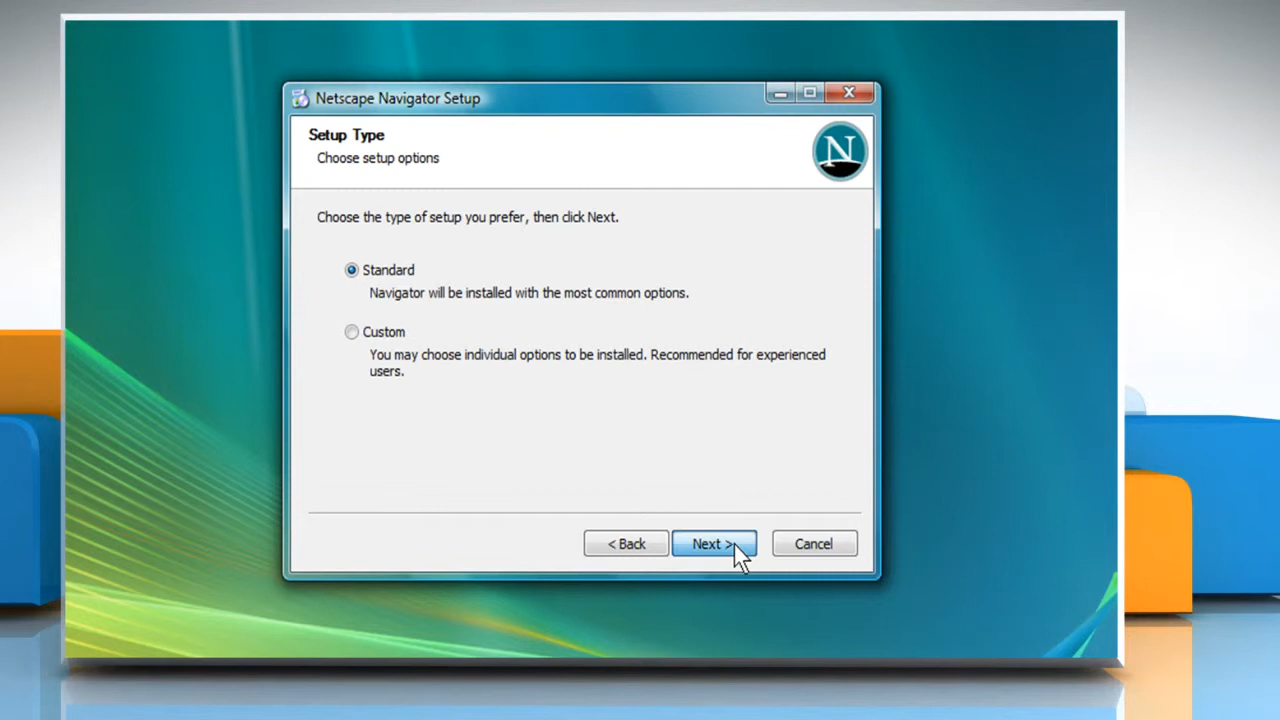 Netscape Navigator Setup
Setup Type
Choose setup options
N
Choose the type of setup you prefer, then click Next.
Standard
Navigator will be installed with the most common options.
Custom
You may choose individual options to be installed. Recommended for experienced
users.
< Back
Next >
Cancel